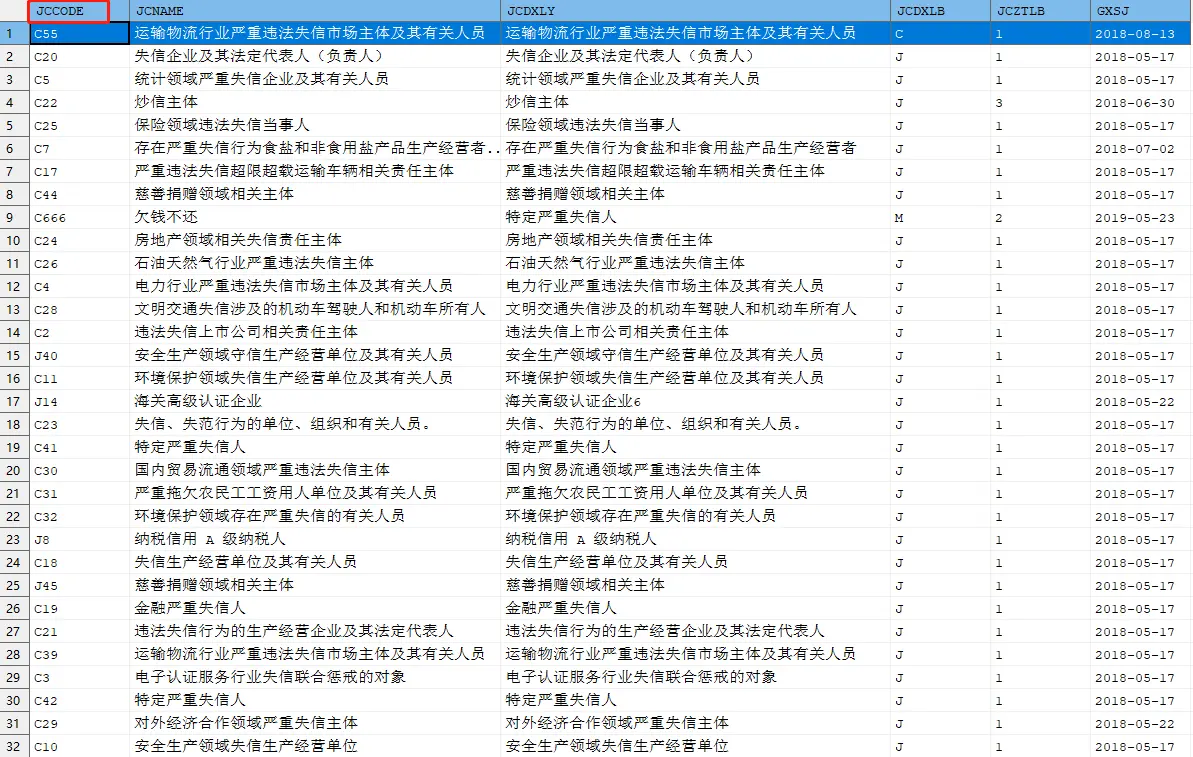 JCCODE JCNAME JCDXLY JCDXLB JCZTLB GXSJ
1 C55 运输物流行业严重违法失信市场主体及其有关人员 运输物流行业严重违法失信市场主体及其有关人员 C 1 2018-08-13
2 C20 失信企业及其法定代表人（负责人） 失信企业及其法定代表人（负责人） J 1 2018-05-17
3 C5 统计领域严重失信企业及其有关人员 统计领域严重失信企业及其有关人员 J 1 2018-05-17
4 C22 炒信主体 炒信主体 J 3 2018-06-30
5 C25 保险领域违法失信当事人 保险领域违法失信当事人 J 1 2018-05-17
6 C7 存在严重失信行为食盐和非食用盐产品生产经营者.. 存在严重失信行为食盐和非食用盐产品生产经营者 J 1 2018-07-02
7 C17 严重违法失信超限超载运输车辆相关责任主体 严重违法失信超限超载运输车辆相关责任主体 J 1 2018-05-17
8 C44 慈善捐赠领域相关主体 慈善捐赠领域相关主体 J 1 2018-05-17
9 C666 欠钱不还 特定严重失信人 M 2 2019-05-23
10 C24 房地产领域相关失信责任主体 房地产领域相关失信责任主体 J 1 2018-05-17
11 C26 石油天然气行业严重违法失信主体 石油天然气行业严重违法失信主体 J 1 2018-05-17
12 C4 电力行业严重违法失信市场主体及其有关人员 电力行业严重违法失信市场主体及其有关人员 J 1 2018-05-17
13 C28 文明交通失信涉及的机动车驾驶人和机动车所有人 文明交通失信涉及的机动车驾驶人和机动车所有人 J 1 2018-05-17
14 C2 违法失信上市公司相关责任主体 违法失信上市公司相关责任主体 J 1 2018-05-17
15 J40 安全生产领域守信生产经营单位及其有关人员 安全生产领域守信生产经营单位及其有关人员 J 1 2018-05-17
16 C11 环境保护领域失信生产经营单位及其有关人员 环境保护领域失信生产经营单位及其有关人员 J 1 2018-05-17
17 J14 海关高级认证企业 海关高级认证企业6 J 1 2018-05-22
18 C23 失信、失范行为的单位、组织和有关人员。 失信、失范行为的单位、组织和有关人员。 J 1 2018-05-17
19 C41 特定严重失信人 特定严重失信人 J 1 2018-05-17
20 C30 国内贸易流通领域严重违法失信主体 国内贸易流通领域严重违法失信主体 J 1 2018-05-17
21 C31 严重拖欠农民工工资用人单位及其有关人员 严重拖欠农民工工资用人单位及其有关人员 J 1 2018-05-17
22 C32 环境保护领域存在严重失信的有关人员 环境保护领域存在严重失信的有关人员 J 1 2018-05-17
23 J8 纳税信用 A 级纳税人 纳税信用 A 级纳税人 J 1 2018-05-17
24 C18 失信生产经营单位及其有关人员 失信生产经营单位及其有关人员 J 1 2018-05-17
25 J45 慈善捐赠领域相关主体 慈善捐赠领域相关主体 J 1 2018-05-17
26 C19 金融严重失信人 金融严重失信人 J 1 2018-05-17
27 C21 违法失信行为的生产经营企业及其法定代表人 违法失信行为的生产经营企业及其法定代表人 J 1 2018-05-17
28 C39 运输物流行业严重违法失信市场主体及其有关人员 运输物流行业严重违法失信市场主体及其有关人员 J 1 2018-05-17
29 C3 电子认证服务行业失信联合惩戒的对象 电子认证服务行业失信联合惩戒的对象 J 1 2018-05-17
30 C42 特定严重失信人 特定严重失信人 J 1 2018-05-17
31 C29 对外经济合作领域严重失信主体 对外经济合作领域严重失信主体 J 1 2018-05-22
32 C10 安全生产领域失信生产经营单位 安全生产领域失信生产经营单位 J 1 2018-05-17